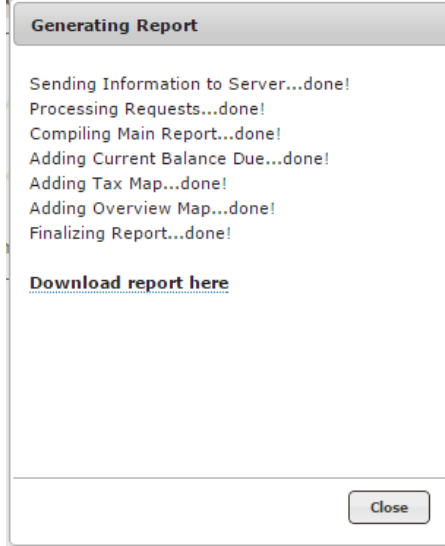 Generating Report
Sending Information to Server...done!
Processing Requests...done!
Compiling Main Report...done!
Adding Current Balance Due...done!
Adding Tax Map...done!
Adding Overview Map...done!
Finalizing Report...done!
Download report here
Close